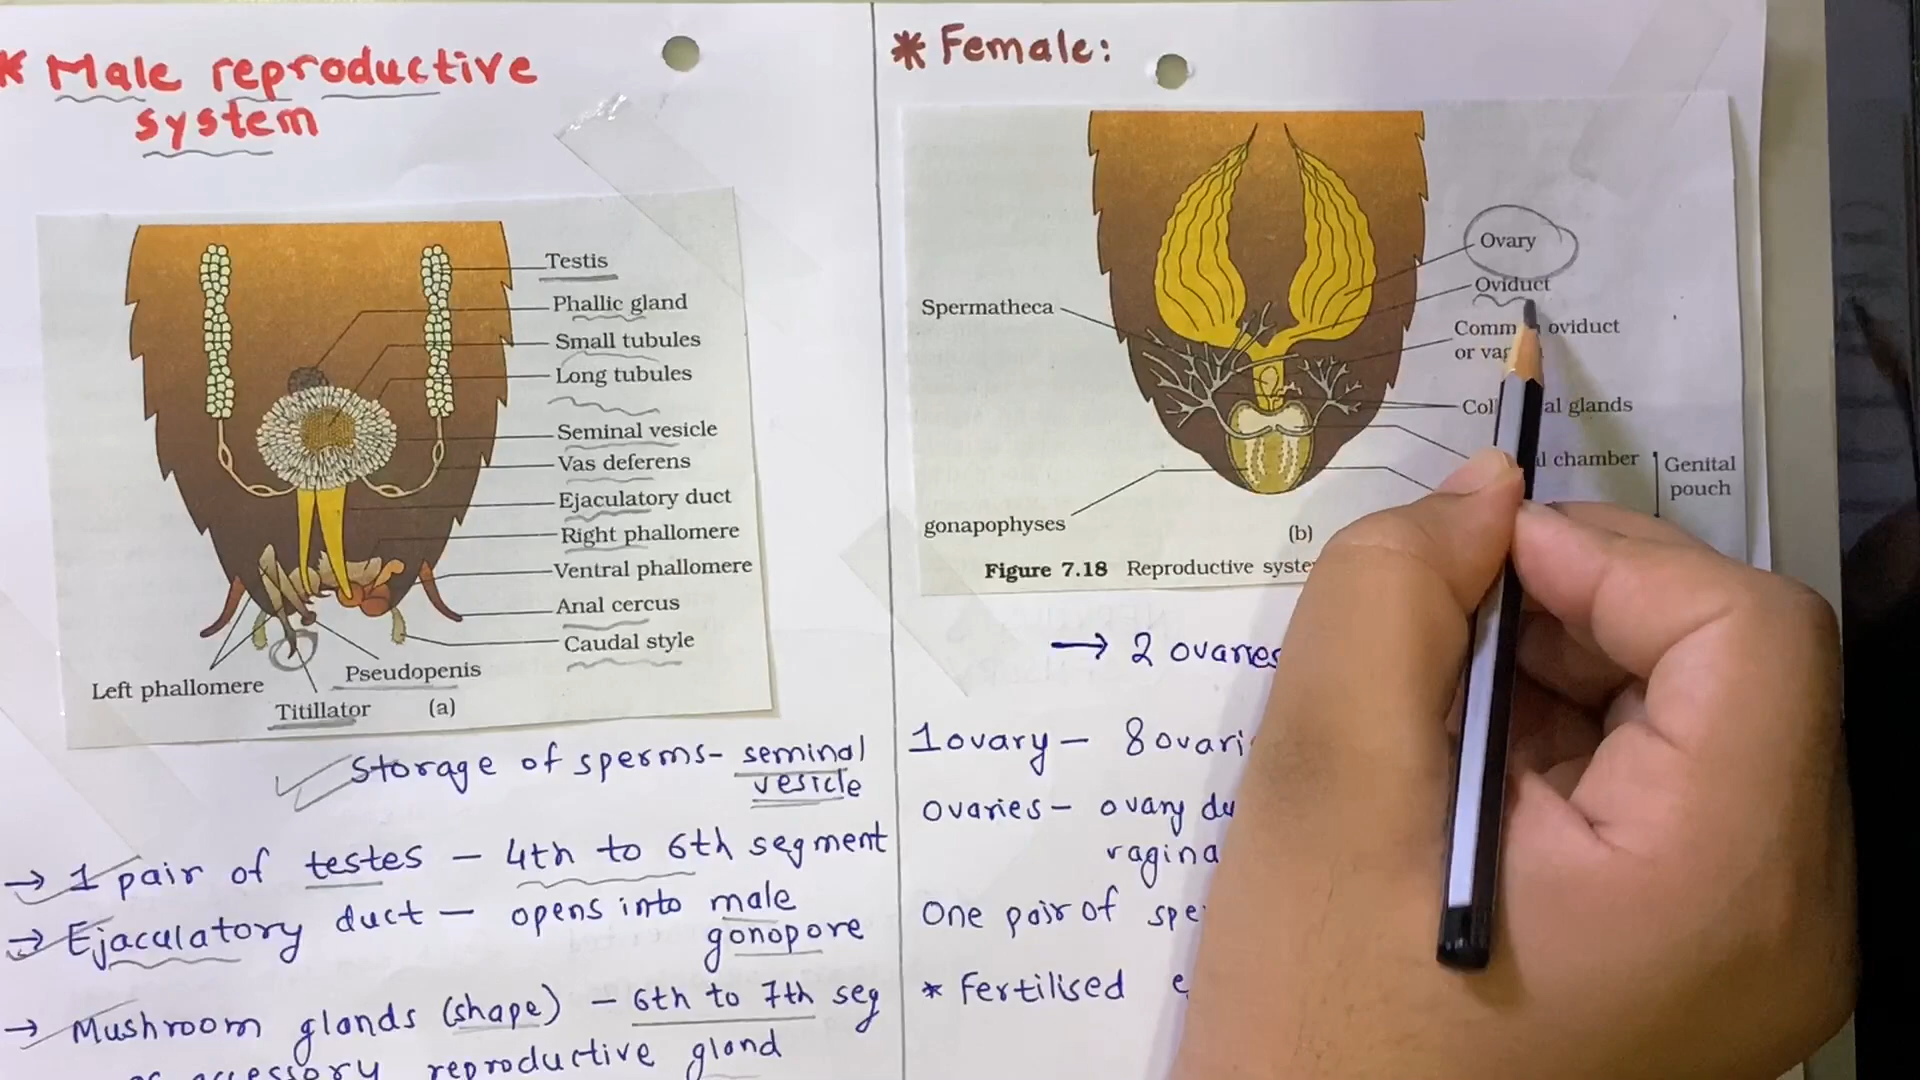 * Male reproductive
system
Testis
Phallic gland
Small tubules
Long tubules
Seminal vesicle
Vas deferens
Ejaculatory duct
Right phallomere
Ventral phallomere
Anal cercus
Caudal style
Pseudopenis
Left phallomere
Titillator
(a)
Storage of sperms- seminal
vesicle
→ 1 pair of testes - 4th to 6th segment
→ Ejaculatory duct - opens into male
gonopore
→ Mushroom glands (shape) - 6th to 7th seg
accessory reproductive gland
* Female:
Ovary
Oviduct
Spermatheca
oviduct
or
glands
chamber
Genital
pouch
gonapophyses
(b)
Figure 7.18 Reproductive
→ 2 ovaries
1 ovary - 8
ovaries - ovary
vagina
One pair of
* Fertilised